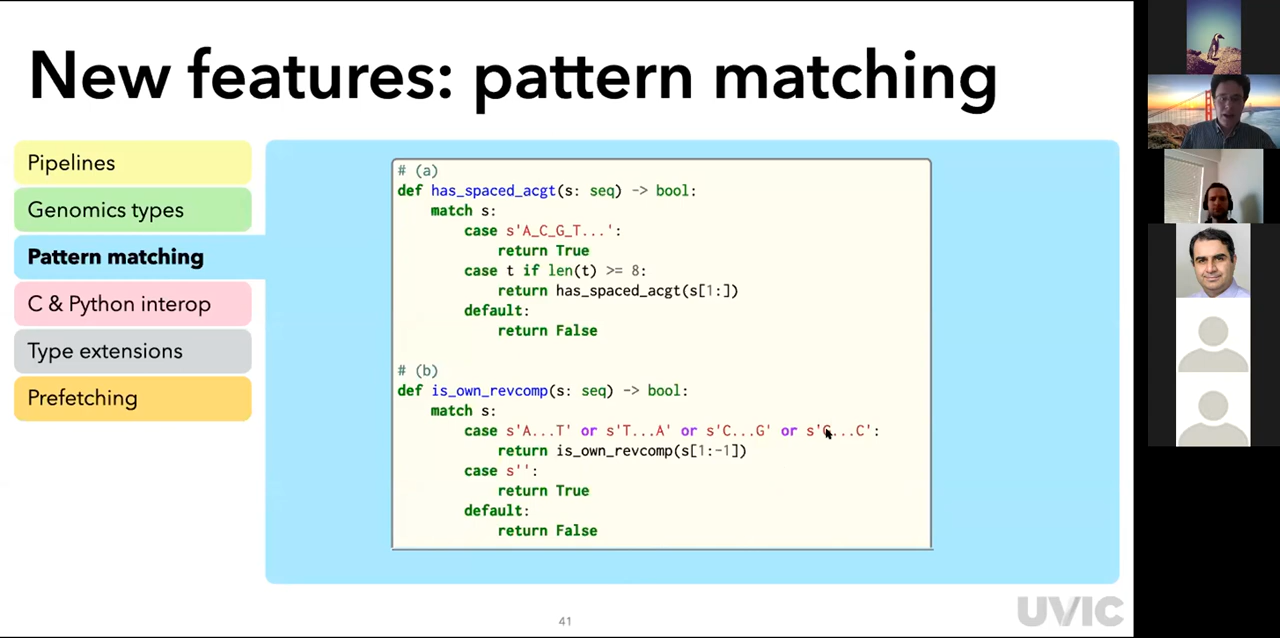 New features: pattern matching
Pipelines
Genomics types
Pattern matching
C & Python interop
Type extensions
Prefetching
# (a)
def has_spaced_acgt(s: seq) -> bool:
    match s:
        case s'A_C_G_T...':
            return True
        case t if len(t) >= 8:
            return has_spaced_acgt(s[1:])
        default:
            return False
# (b)
def is_own_revcomp(s: seq) -> bool:
    match s:
        case s'A...T' or s'T...A' or s'C...G' or s'G...C':
            return is_own_revcomp(s[1:-1])
        case s'':
            return True
        default:
            return False
41
UVIC